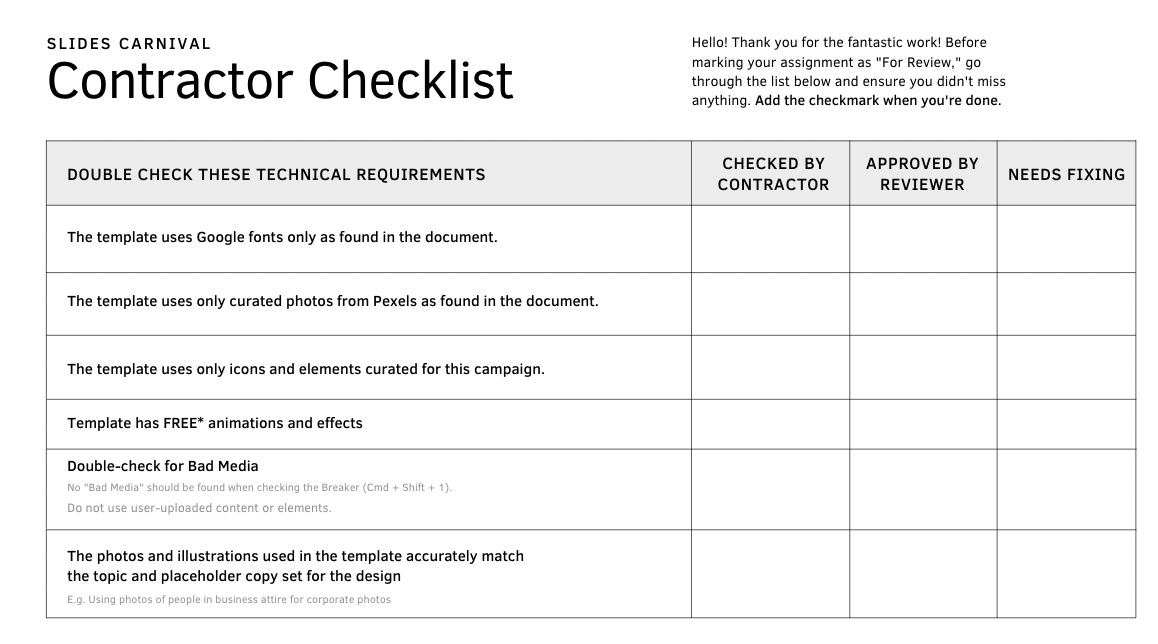 SLIDES CARNIVAL
Contractor Checklist
Hello! Thank you for the fantastic work! Before
marking your assignment as "For Review," go
through the list below and ensure you didn't miss
anything. Add the checkmark when you're done.
DOUBLE CHECK THESE TECHNICAL REQUIREMENTS
CHECKED BY
CONTRACTOR
APPROVED BY
REVIEWER
NEEDS FIXING
The template uses Google fonts only as found in the document.
The template uses only curated photos from Pexels as found in the document.
The template uses only icons and elements curated for this campaign.
Template has FREE* animations and effects
Double-check for Bad Media
No "Bad Media" should be found when checking the Breaker (Cmd + Shift + 1).
Do not use user-uploaded content or elements.
The photos and illustrations used in the template accurately match
the topic and placeholder copy set for the design
E.g. Using photos of people in business attire for corporate photos